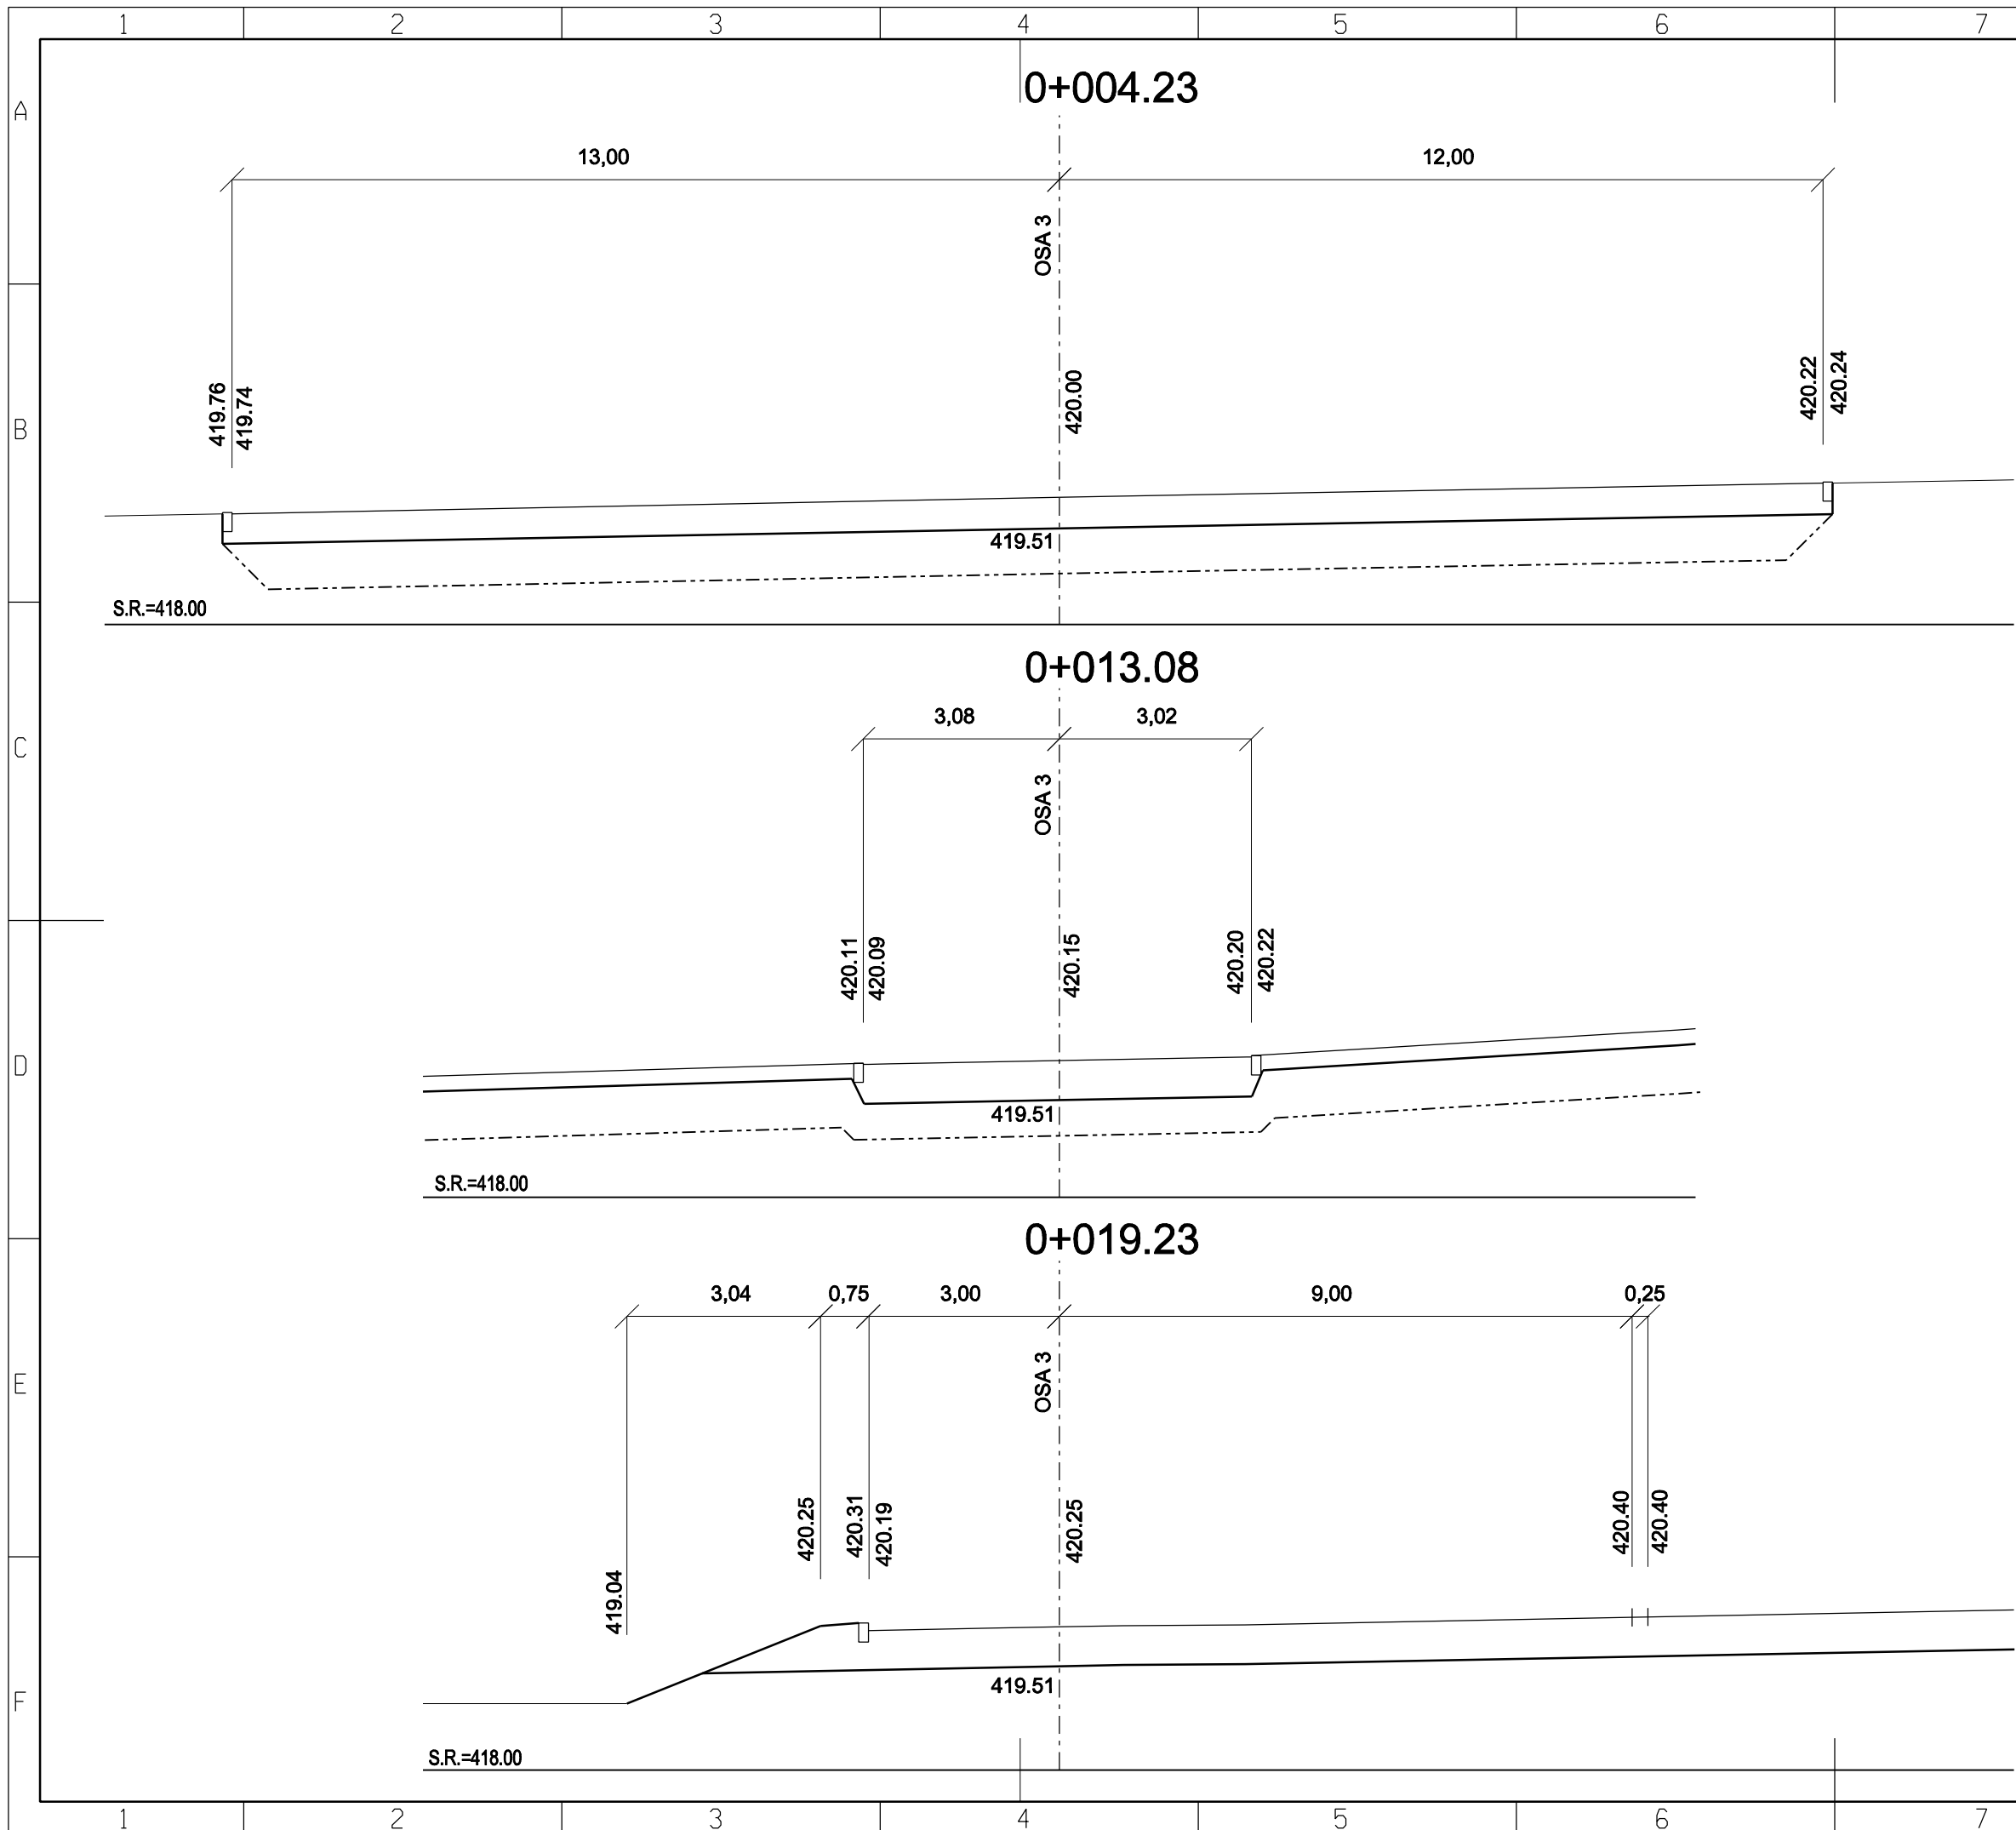 1 2 3 4 5 6 7
A
0+004.23
13,00 12,00
OSA 3
419.76
419.74
420.00
420.22
420.24
B
419.51
S.R.=418.00
0+013.08
3,08 3,02
C
OSA 3
420.11
420.09
420.15
420.20
420.22
D
419.51
S.R.=418.00
0+019.23
3,04 0,75 3,00 9,00 0,25
E
OSA 3
419.04
420.25
420.31
420.19
420.25
420.40
420.40
F
419.51
S.R.=418.00
1 2 3 4 5 6 7